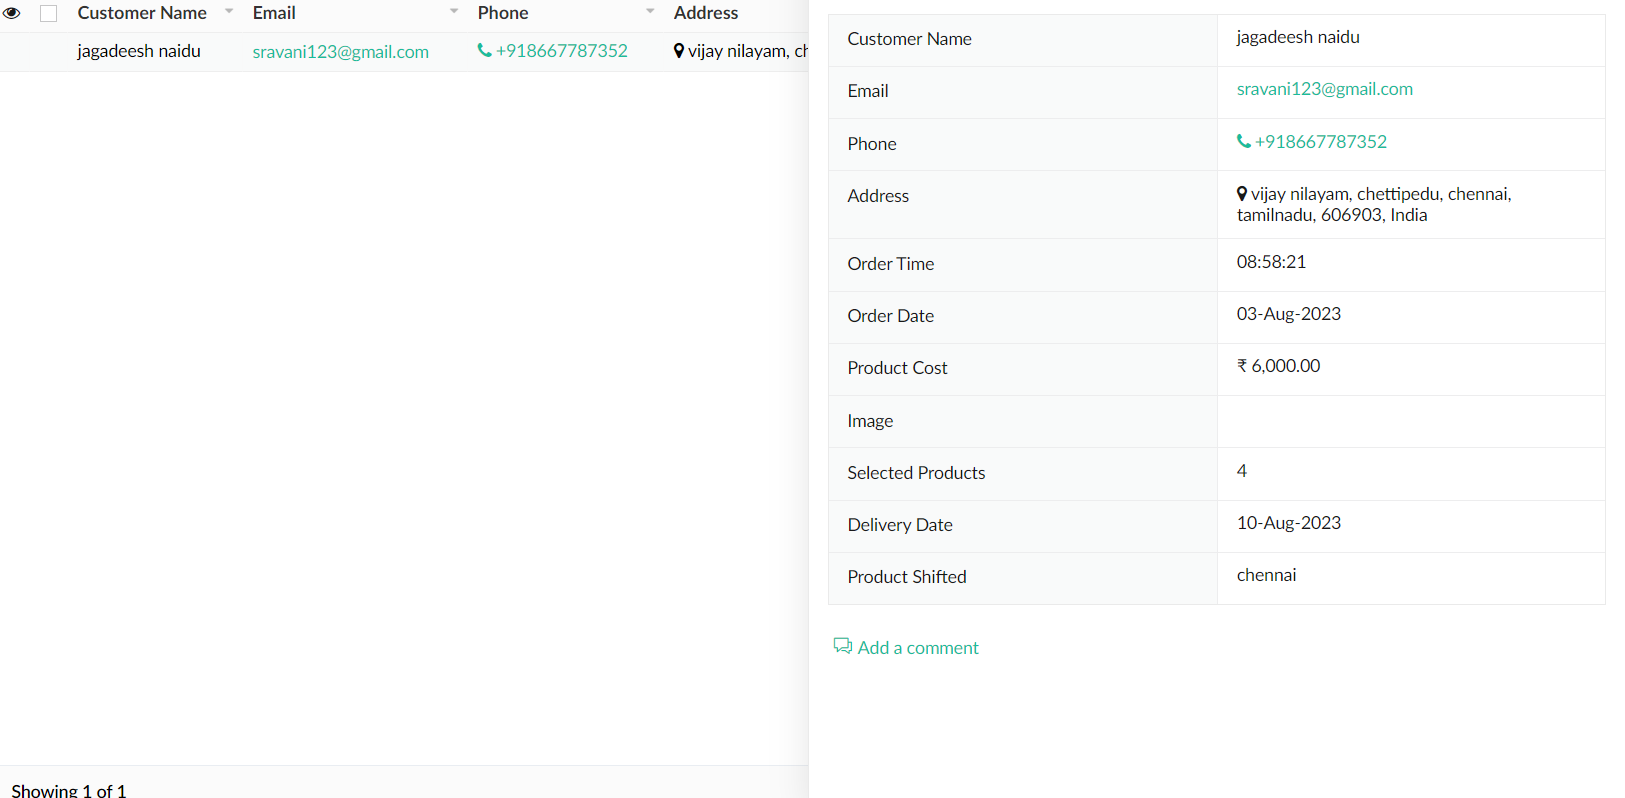 Customer Name Email Phone Address
jagadeesh naidu sravani123@gmail.com +918667787352 vijay nilayam, ch
Customer Name jagadeesh naidu
Email sravani123@gmail.com
Phone +918667787352
Address vijay nilayam, chettipedu, chennai,
tamilnadu, 606903, India
Order Time 08:58:21
Order Date 03-Aug-2023
Product Cost ₹ 6,000.00
Image
Selected Products 4
Delivery Date 10-Aug-2023
Product Shifted chennai
Add a comment
Showing 1 of 1